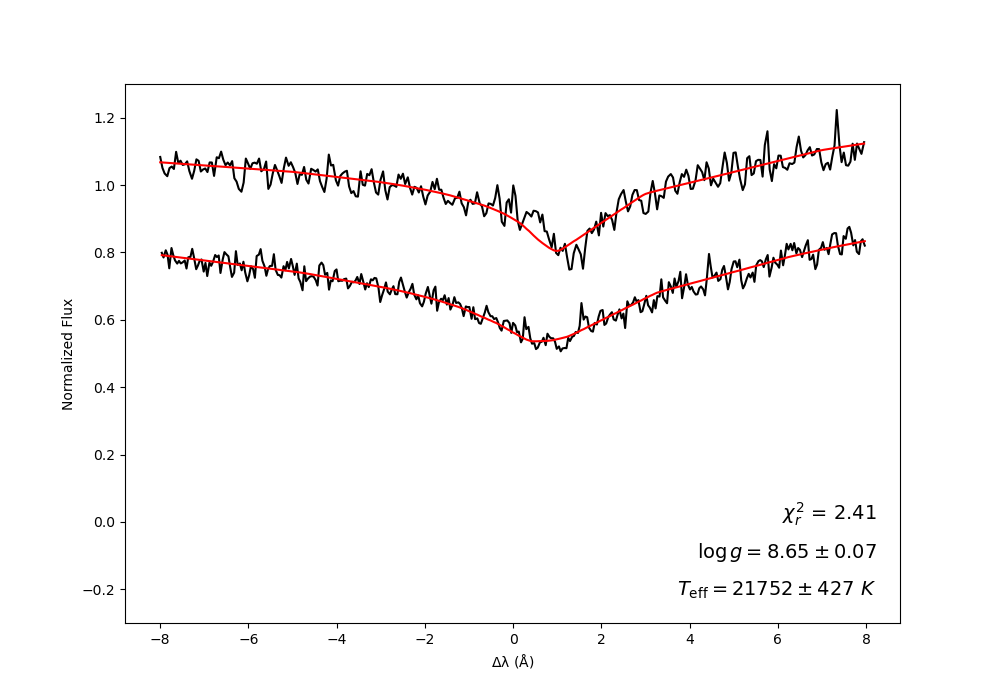 1.2
1.0
0.8
0.6
0.4
0.2
0.0
−0.2
Normalized Flux
χ²ᵣ = 2.41
log g = 8.65 ± 0.07
T_eff = 21752 ± 427 K
−8 −6 −4 −2 0 2 4 6 8
Δλ (Å)